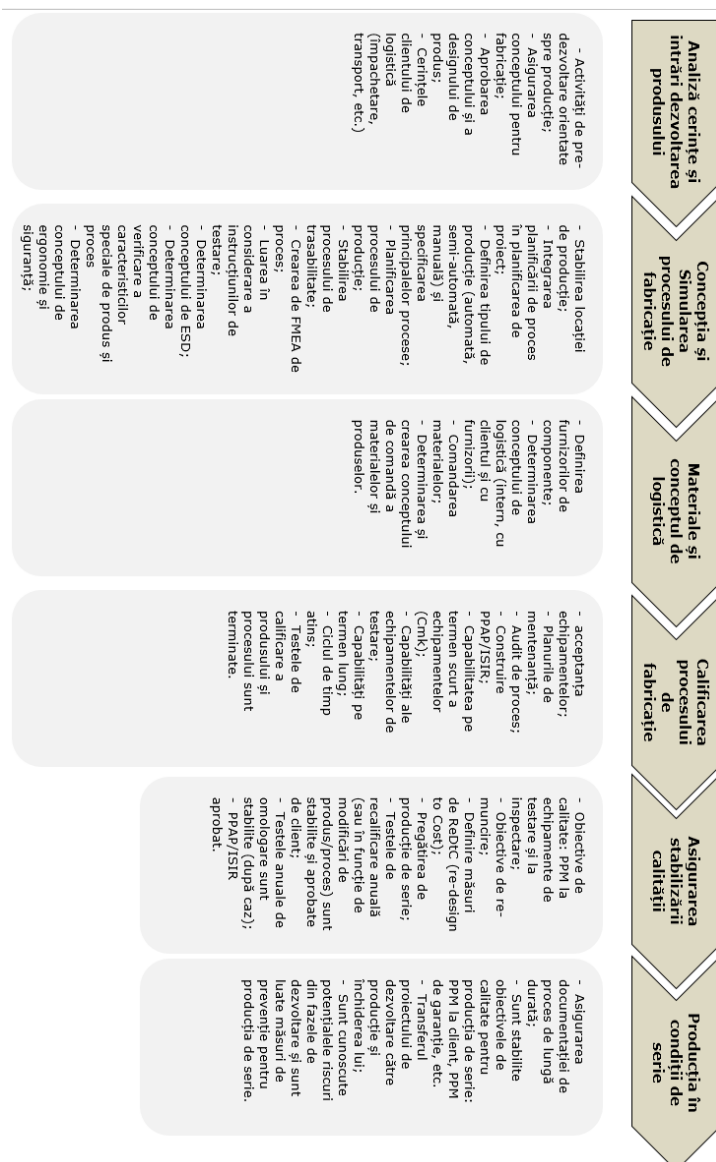 Analiză cerințe și
intrări dezvoltarea
produsului
- Activități de pre-
dezvoltare orientate
spre producție;
- Asigurarea
conceptului pentru
fabricație;
- Aprobarea
conceptului și a
designului de
produs;
- Cerințele
clientului de
logistică
(împachetare,
transport, etc.)
Concepția și
Simularea
procesului de
fabricație
- Stabilirea locației
de producție;
- Integrarea
planificării de proces
în planificarea de
proiect;
- Definirea tipului de
producție (automată,
semi-automată,
manuală) și
specificarea
principalelor procese;
- Planificarea
procesului de
producție;
- Stabilirea
procesului de
trasabilitate;
- Crearea de FMEA de
proces;
- Luarea în
considerare a
instrucțiunilor de
testare;
- Determinarea
conceptului de ESD;
- Determinarea
conceptului de
verificare a
caracteristicilor
speciale de produs și
proces
- Determinarea
conceptului de
ergonomie și
siguranță;
Materiale și
conceptul de
logistică
- Definirea
furnizorilor de
componente;
- Determinarea
conceptului de
logistică (intern, cu
clientul și cu
furnizorii);
- Comandarea
materialelor;
- Determinarea și
crearea conceptului
de comandă a
materialelor și
produselor.
Calificarea
procesului
de
fabricație
- acceptanța
echipamentelor;
- Planurile de
mentenanță;
- Audit de proces;
- Construire
PPAP/ISIR;
- Capabilitatea pe
termen scurt a
echipamentelor
(Cmk);
- Capabilități ale
echipamentelor de
testare;
- Capabilități pe
termen lung;
- Ciclul de timp
atins;
- Testele de
calificare a
produsului și
procesului sunt
terminate.
Asigurarea
stabilizării
calității
- Obiective de
calitate: PPM la
echipamente de
testare și la
inspectare;
- Obiective de re-
muncire;
- Definire măsuri
de ReDtC (re-design
to Cost);
- Pregătirea de
producție de serie;
- Testele de
recalificare anuală
(sau în funcție de
modificări de
produs/proces) sunt
stabilite și aprobate
de client;
- Testele anuale de
omologare sunt
stabilite (după caz);
- PPAP/ISIR
aprobat.
Producția în
condiții de
serie
- Asigurarea
documentației de
proces de lungă
durată;
- Sunt stabilite
obiectivele de
calitate pentru
producția de serie:
PPM la client, PPM
de garanție, etc.
- Transferul
proiectului de
dezvoltare către
producție și
închiderea lui;
- Sunt cunoscute
potențialele riscuri
din fazele de
dezvoltare și sunt
luate măsuri de
prevenție pentru
producția de serie.